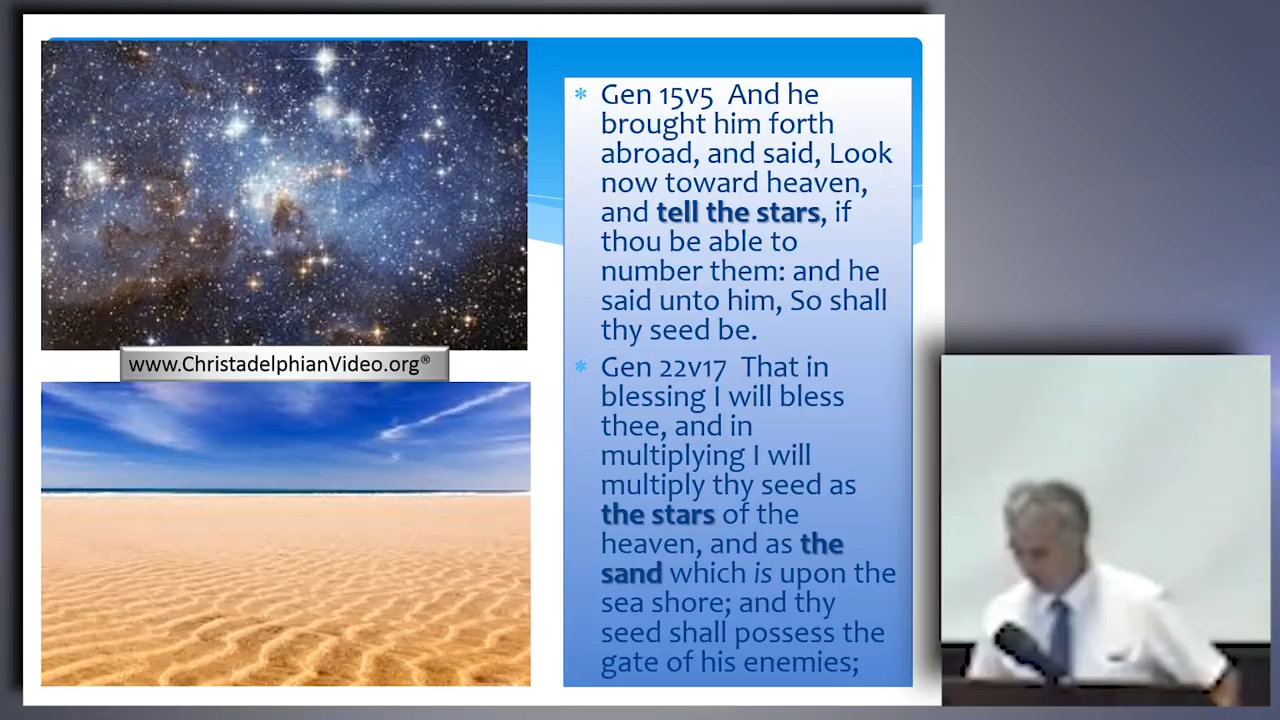 * Gen 15v5 And he
brought him forth
abroad, and said, Look
now toward heaven,
and tell the stars, if
thou be able to
number them: and he
said unto him, So shall
thy seed be.
www.ChristadelphianVideo.org®
* Gen 22v17 That in
blessing I will bless
thee, and in
multiplying I will
multiply thy seed as
the stars of the
heaven, and as the
sand which is upon the
sea shore; and thy
seed shall possess the
gate of his enemies;